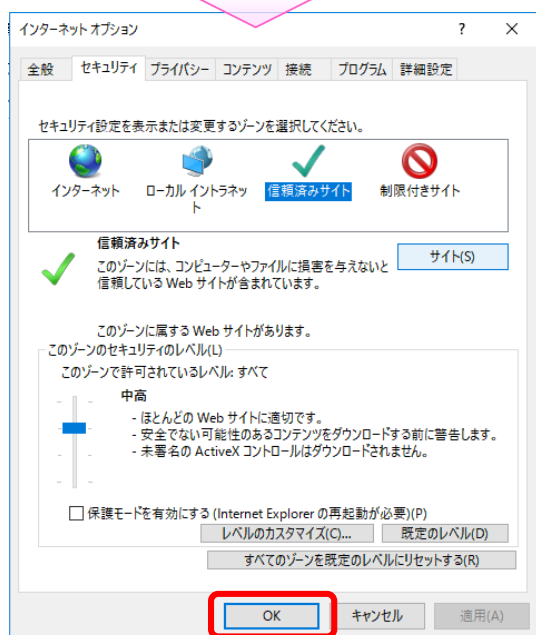 インターネット オプション ? ×
全般 セキュリティ プライバシー コンテンツ 接続 プログラム 詳細設定
セキュリティ設定を表示または変更するゾーンを選択してください。
インターネット ローカル イントラネット 信頼済みサイト 制限付きサイト
信頼済みサイト
このゾーンには、コンピューターやファイルに損害を与えないと
信頼している Web サイトが含まれています。
サイト(S)
このゾーンに属する Web サイトがあります。
このゾーンのセキュリティのレベル(L)
このゾーンで許可されているレベル: すべて
中高
- ほとんどの Web サイトに適切です。
- 安全でない可能性のあるコンテンツをダウンロードする前に警告します。
- 未署名の ActiveX コントロールはダウンロードされません。
保護モードを有効にする (Internet Explorer の再起動が必要)(P)
レベルのカスタマイズ(C)... 既定のレベル(D)
すべてのゾーンを既定のレベルにリセットする(R)
OK キャンセル 適用(A)